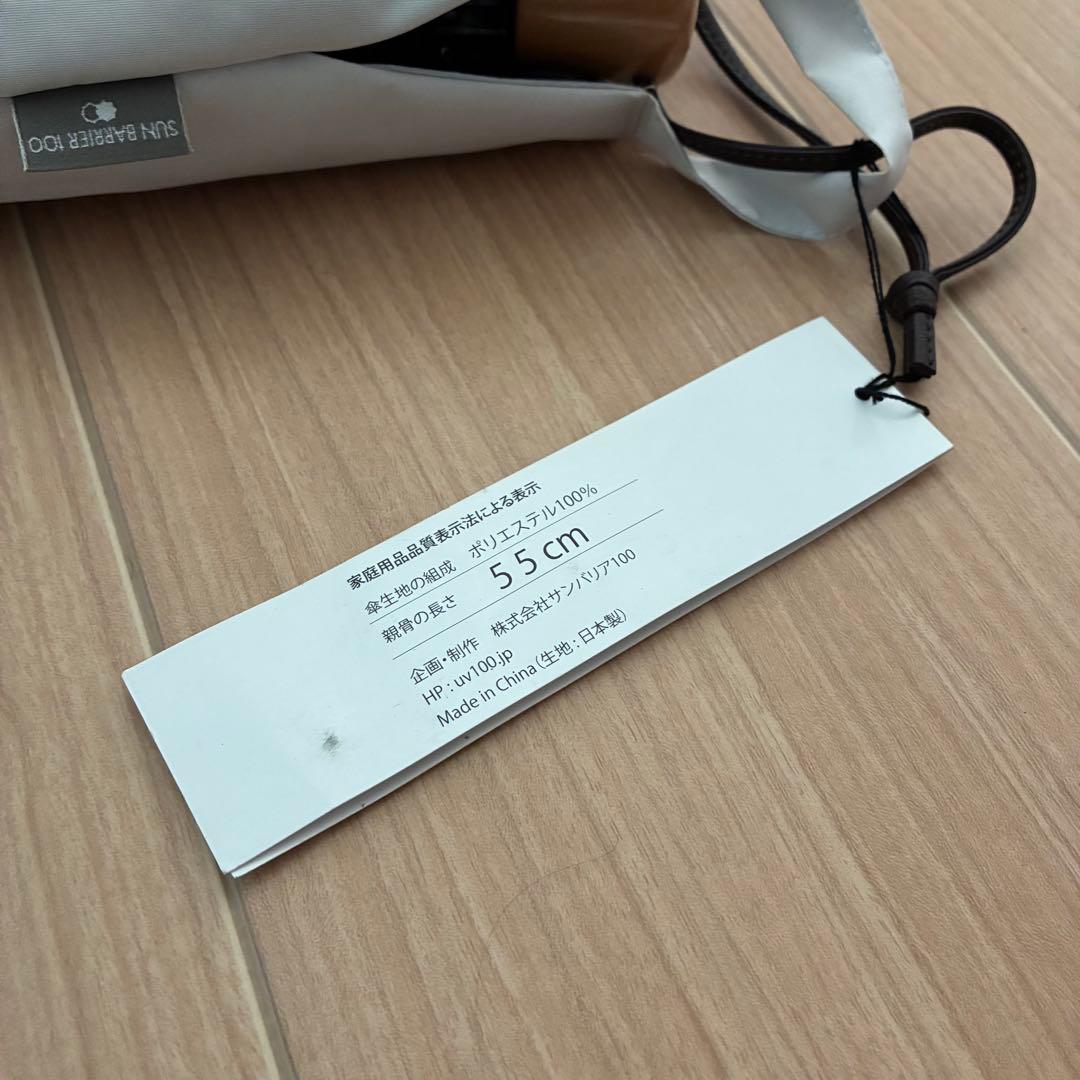 SUN BARRIER 100
家庭用品品質表示法による表示
傘生地の組成 ポリエステル100%
親骨の長さ 55cm
企画・制作 株式会社サンバリア100
HP : uv100.jp
Made in China (生地 : 日本製)